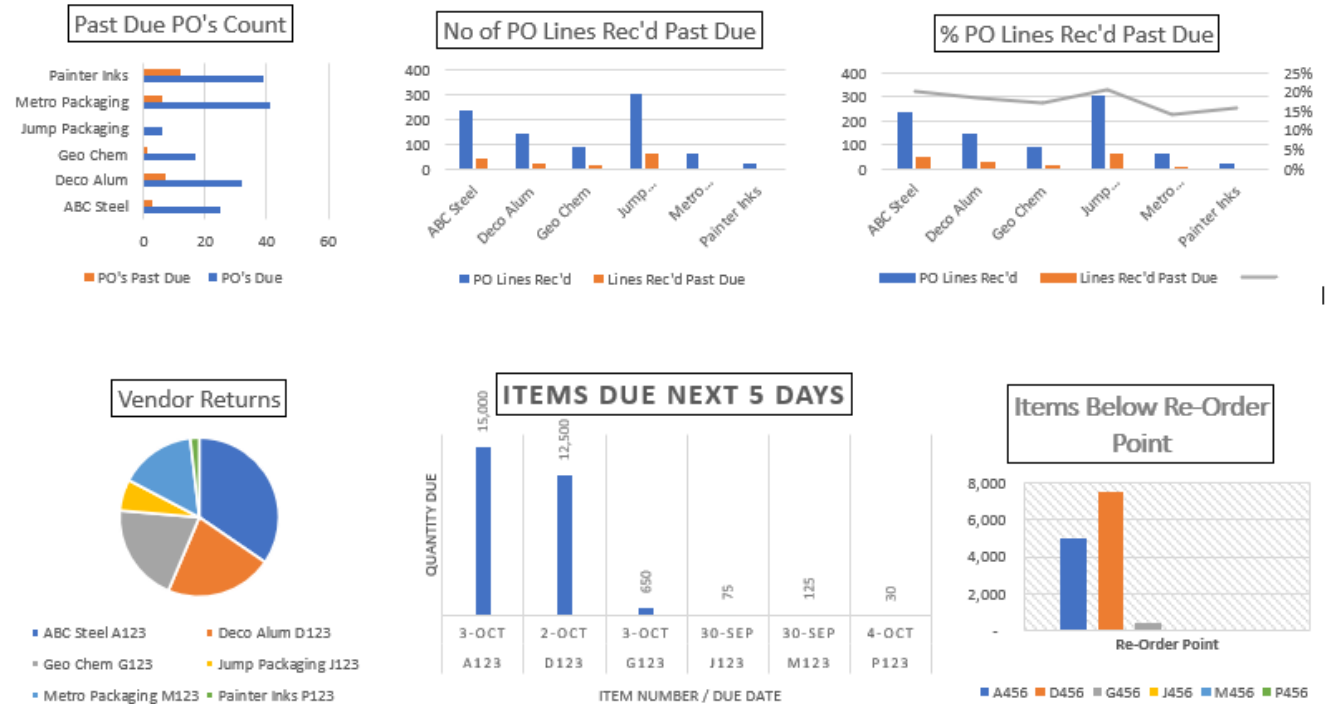 Past Due PO's Count
Painter Inks
Metro Packaging
Jump Packaging
Geo Chem
Deco Alum
ABC Steel
0 20 40 60
PO's Past Due PO's Due
No of PO Lines Rec'd Past Due
400
300
200
100
0
ABC Steel
Deco Alum
Geo Chem
Jump...
Metro...
Painter Inks
PO Lines Rec'd Lines Rec'd Past Due
% PO Lines Rec'd Past Due
400
300
200
100
0
25%
20%
15%
10%
5%
0%
ABC Steel
Deco Alum
Geo Chem
Jump...
Metro...
Painter Inks
PO Lines Rec'd Lines Rec'd Past Due
Vendor Returns
ABC Steel A123 Deco Alum D123
Geo Chem G123 Jump Packaging J123
Metro Packaging M123 Painter Inks P123
ITEMS DUE NEXT 5 DAYS
QUANTITY DUE
15,000
12,500
650
75
125
30
3-OCT 2-OCT 3-OCT 30-SEP 30-SEP 4-OCT
A123 D123 G123 J123 M123 P123
ITEM NUMBER / DUE DATE
Items Below Re-Order
Point
8,000
6,000
4,000
2,000
-
Re-Order Point
A456 D456 G456 J456 M456 P456